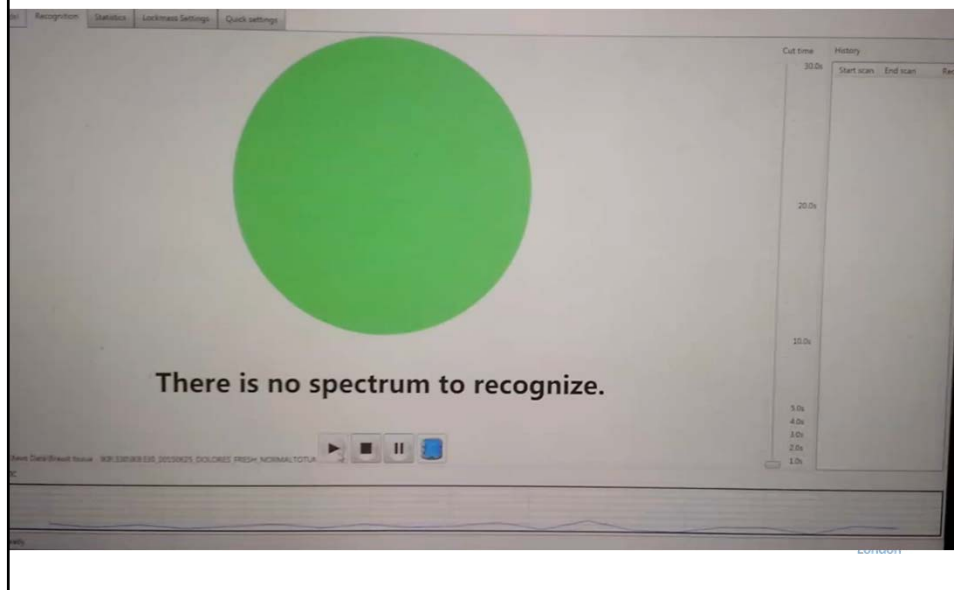 Recognition Statistics Lockmass Settings Quick settings
Cut time History
30.0s Start scan End scan
20.0s
10.0s
There is no spectrum to recognize.
5.0s
4.0s
3.0s
2.0s
1.0s
London